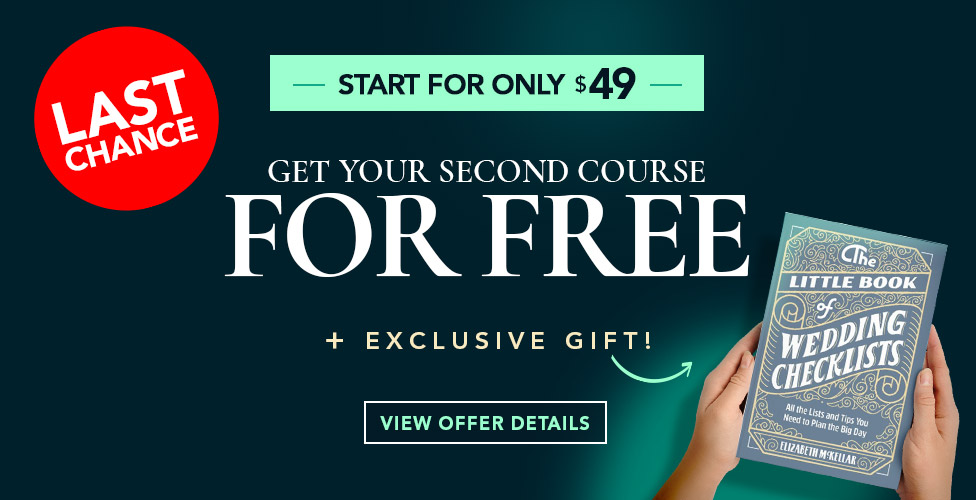 LAST
CHANCE
START FOR ONLY $49
GET YOUR SECOND COURSE
FOR FREE
+ EXCLUSIVE GIFT!
VIEW OFFER DETAILS
The
LITTLE BOOK
of
WEDDING
CHECKLISTS
All the Lists and Tips You
Need to Plan the Big Day
ELIZABETH McKELLAR